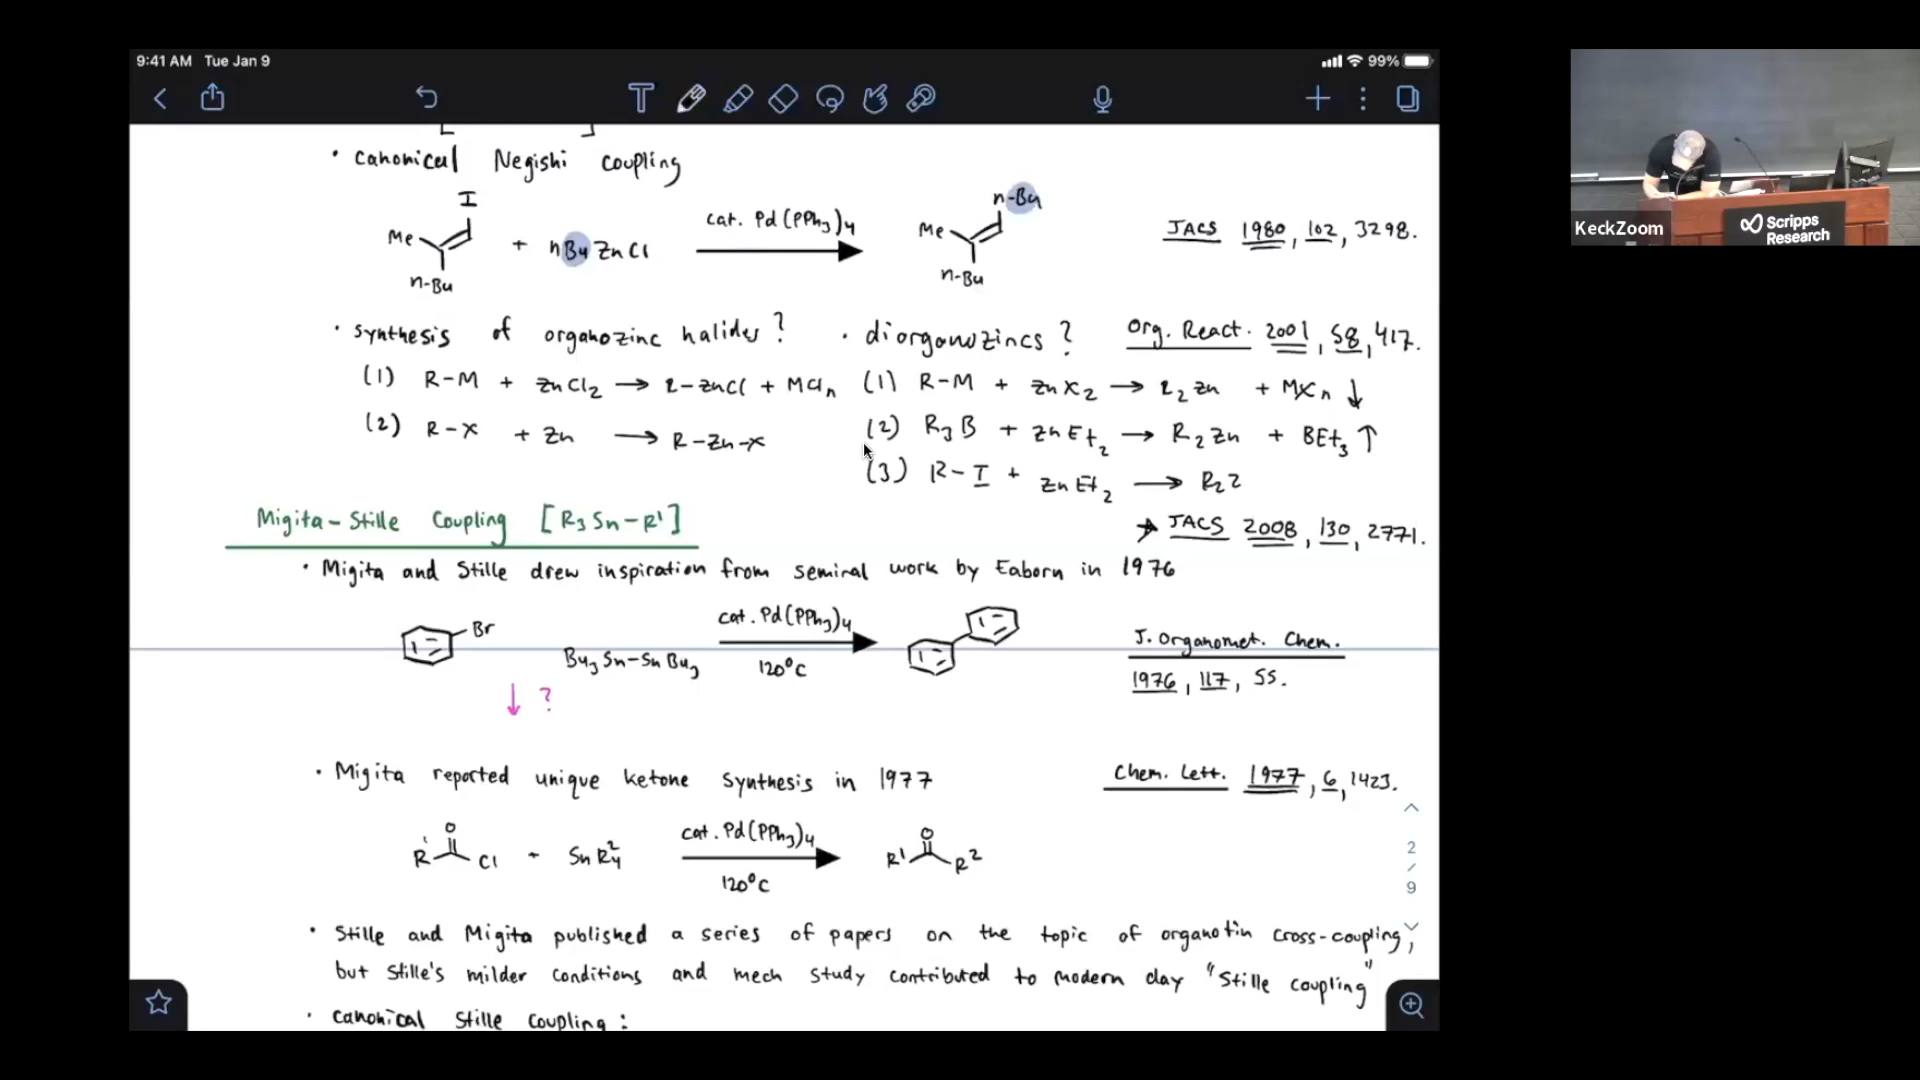 9:41 AM Tue Jan 9
99%
• canonical Negishi coupling
I
Me
n-Bu
+ nBuZnCl
cat. Pd(PPh3)4
n-Bu
Me
n-Bu
JACS 1980, 102, 3298.
• synthesis of organozinc halides?
(1) R-M + ZnCl2 → R-ZnCl + MCln
(2) R-X + Zn → R-Zn-X
• diorganozincs? Org. React. 2001, 58, 417.
(1) R-M + ZnX2 → R2Zn + MXn ↓
(2) R3B + ZnEt2 → R2Zn + BEt3 ↑
(3) R-I + ZnEt2 → R2Z
→ JACS 2008, 130, 2771.
Migita-Stille Coupling [R3Sn-R']
• Migita and Stille drew inspiration from seminal work by Eaborn in 1976
Br
Bu3Sn-SnBu3
cat. Pd(PPh3)4
120°C
J. Organomet. Chem.
1976, 117, 55.
↓ ?
• Migita reported unique ketone synthesis in 1977
Chem. Lett. 1977, 6, 1423.
O
R' Cl + SnR24
cat. Pd(PPh3)4
120°C
O
R1 R2
• Stille and Migita published a series of papers on the topic of organotin cross-coupling,
but Stille's milder conditions and mech study contributed to modern day "Stille coupling"
• canonical Stille coupling:
2
/
9
KeckZoom
Scripps
Research